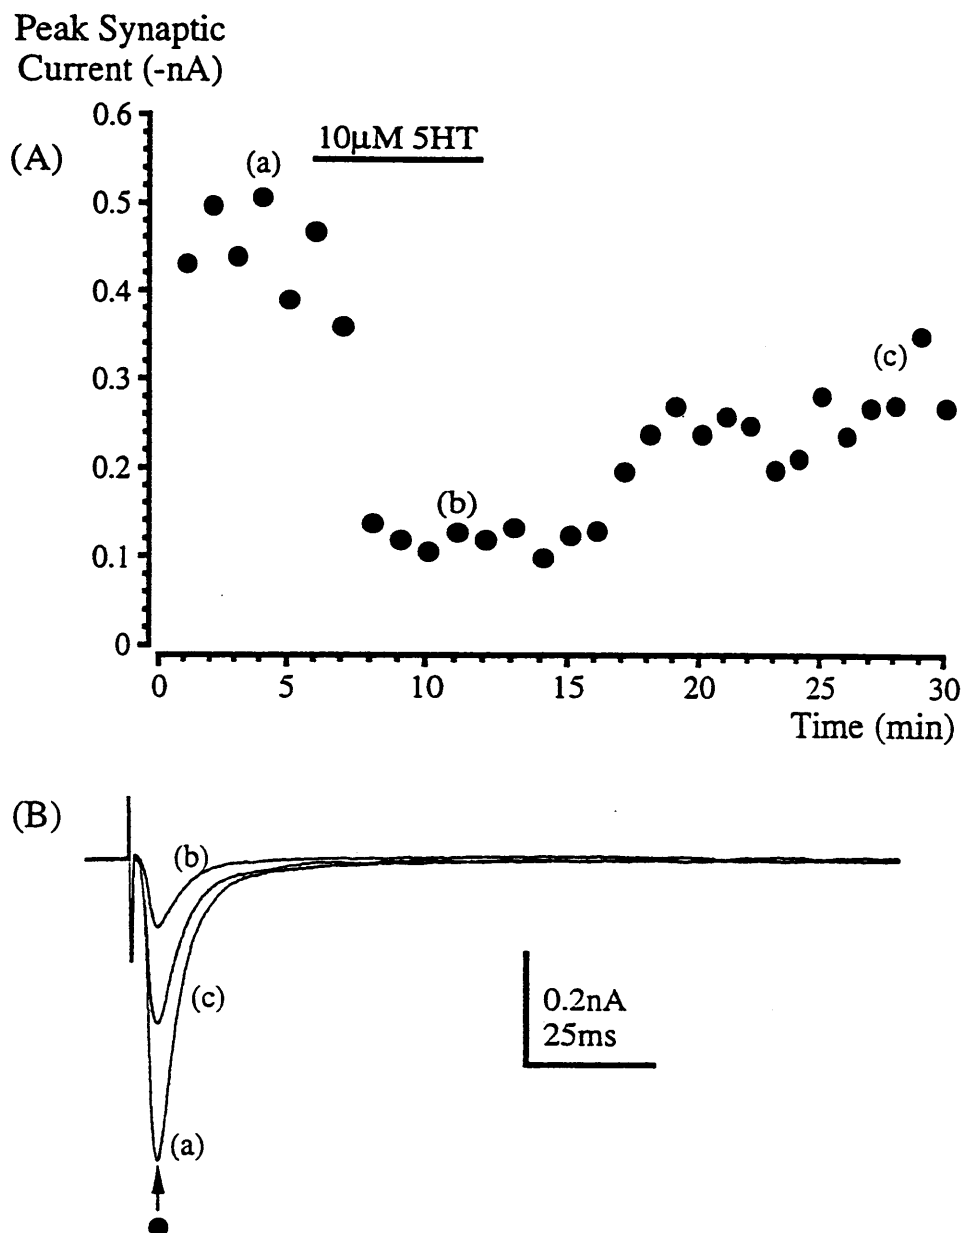 Peak Synaptic
Current (-nA)
(A)
0.6
0.5
0.4
0.3
0.2
0.1
0
10μM 5HT
(a)
(b)
(c)
0 5 10 15 20 25 30
Time (min)
(B)
(b)
(c)
(a)
0.2nA
25ms